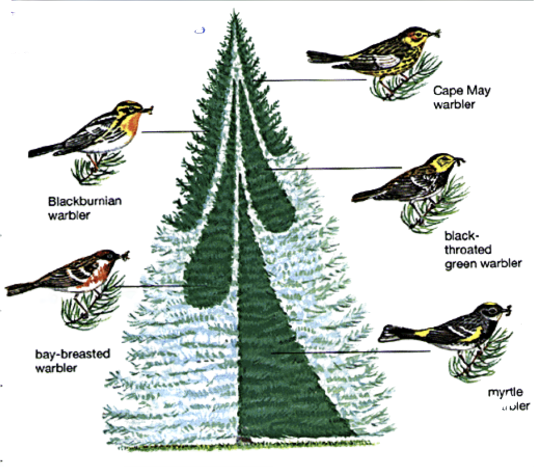 Cape May
warbler
Blackburnian
warbler
black-
throated
green warbler
bay-breasted
warbler
myrtle